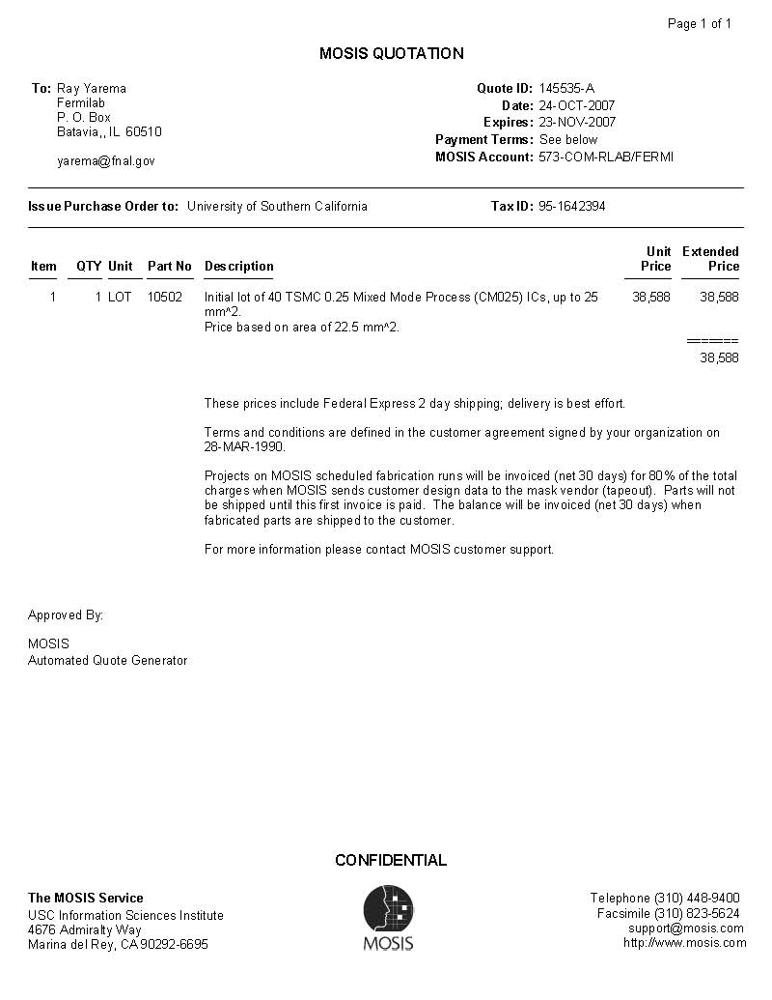 Page 1 of 1
MOSIS QUOTATION
To: Ray Yarema
Fermilab
P. O. Box
Batavia,, IL 60510
yarema@fnal.gov
Quote ID: 145535-A
Date: 24-OCT-2007
Expires: 23-NOV-2007
Payment Terms: See below
MOSIS Account: 573-COM-RLAB/FERMI
Issue Purchase Order to: University of Southern California Tax ID: 95-1642394
Unit Extended
Item QTY Unit Part No Description Price Price
1 1 LOT 10502 Initial lot of 40 TSMC 0.25 Mixed Mode Process (CM025) ICs, up to 25 38,588 38,588
mm^2.
Price based on area of 22.5 mm^2.
=======
38,588
These prices include Federal Express 2 day shipping; delivery is best effort.
Terms and conditions are defined in the customer agreement signed by your organization on
28-MAR-1990.
Projects on MOSIS scheduled fabrication runs will be invoiced (net 30 days) for 80% of the total
charges when MOSIS sends customer design data to the mask vendor (tapeout). Parts will not
be shipped until this first invoice is paid. The balance will be invoiced (net 30 days) when
fabricated parts are shipped to the customer.
For more information please contact MOSIS customer support.
Approved By:
MOSIS
Automated Quote Generator
CONFIDENTIAL
The MOSIS Service
USC Information Sciences Institute
4676 Admiralty Way
Marina del Rey, CA 90292-6695
MOSIS
Telephone (310) 448-9400
Facsimile (310) 823-5624
support@mosis.com
http://www.mosis.com